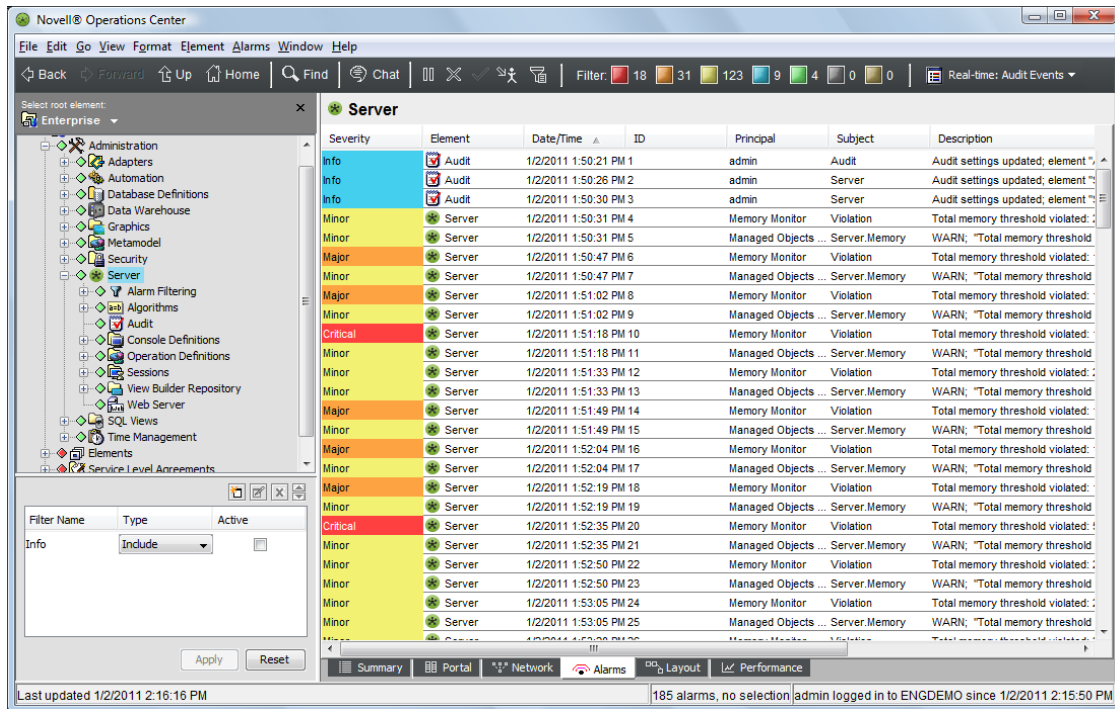 Novell® Operations Center
File Edit Go View Format Element Alarms Window Help
Back Forward Up Home Find Chat Filter: 18 31 123 9 4 0 0 Real-time: Audit Events
Select root element:
Enterprise
Administration
Adapters
Automation
Database Definitions
Data Warehouse
Graphics
Metamodel
Security
Server
Alarm Filtering
Algorithms
Audit
Console Definitions
Operation Definitions
Sessions
View Builder Repository
Web Server
SQL Views
Time Management
Elements
Service Level Agreements
Filter Name Type Active
Info Include
Apply Reset
Server
Severity Element Date/Time ID Principal Subject Description
Info Audit 1/2/2011 1:50:21 PM 1 admin Audit Audit settings updated; element "
Info Audit 1/2/2011 1:50:26 PM 2 admin Server Audit settings updated; element "
Info Audit 1/2/2011 1:50:30 PM 3 admin Server Audit settings updated; element "
Minor Server 1/2/2011 1:50:31 PM 4 Memory Monitor Violation Total memory threshold violated:
Minor Server 1/2/2011 1:50:31 PM 5 Managed Objects ... Server.Memory WARN; "Total memory threshold
Major Server 1/2/2011 1:50:47 PM 6 Memory Monitor Violation Total memory threshold violated:
Minor Server 1/2/2011 1:50:47 PM 7 Managed Objects ... Server.Memory WARN; "Total memory threshold
Major Server 1/2/2011 1:51:02 PM 8 Memory Monitor Violation Total memory threshold violated:
Minor Server 1/2/2011 1:51:02 PM 9 Managed Objects ... Server.Memory WARN; "Total memory threshold
Critical Server 1/2/2011 1:51:18 PM 10 Memory Monitor Violation Total memory threshold violated:
Minor Server 1/2/2011 1:51:18 PM 11 Managed Objects ... Server.Memory WARN; "Total memory threshold
Minor Server 1/2/2011 1:51:33 PM 12 Memory Monitor Violation Total memory threshold violated:
Minor Server 1/2/2011 1:51:33 PM 13 Managed Objects ... Server.Memory WARN; "Total memory threshold
Major Server 1/2/2011 1:51:49 PM 14 Memory Monitor Violation Total memory threshold violated:
Minor Server 1/2/2011 1:51:49 PM 15 Managed Objects ... Server.Memory WARN; "Total memory threshold
Major Server 1/2/2011 1:52:04 PM 16 Memory Monitor Violation Total memory threshold violated:
Minor Server 1/2/2011 1:52:04 PM 17 Managed Objects ... Server.Memory WARN; "Total memory threshold
Major Server 1/2/2011 1:52:19 PM 18 Memory Monitor Violation Total memory threshold violated:
Minor Server 1/2/2011 1:52:19 PM 19 Managed Objects ... Server.Memory WARN; "Total memory threshold
Critical Server 1/2/2011 1:52:35 PM 20 Memory Monitor Violation Total memory threshold violated:
Minor Server 1/2/2011 1:52:35 PM 21 Managed Objects ... Server.Memory WARN; "Total memory threshold
Minor Server 1/2/2011 1:52:50 PM 22 Memory Monitor Violation Total memory threshold violated:
Minor Server 1/2/2011 1:52:50 PM 23 Managed Objects ... Server.Memory WARN; "Total memory threshold
Minor Server 1/2/2011 1:53:05 PM 24 Memory Monitor Violation Total memory threshold violated:
Minor Server 1/2/2011 1:53:05 PM 25 Managed Objects ... Server.Memory WARN; "Total memory threshold
Summary Portal Network Alarms Layout Performance
Last updated 1/2/2011 2:16:16 PM 185 alarms, no selection admin logged in to ENGDEMO since 1/2/2011 2:15:50 PM